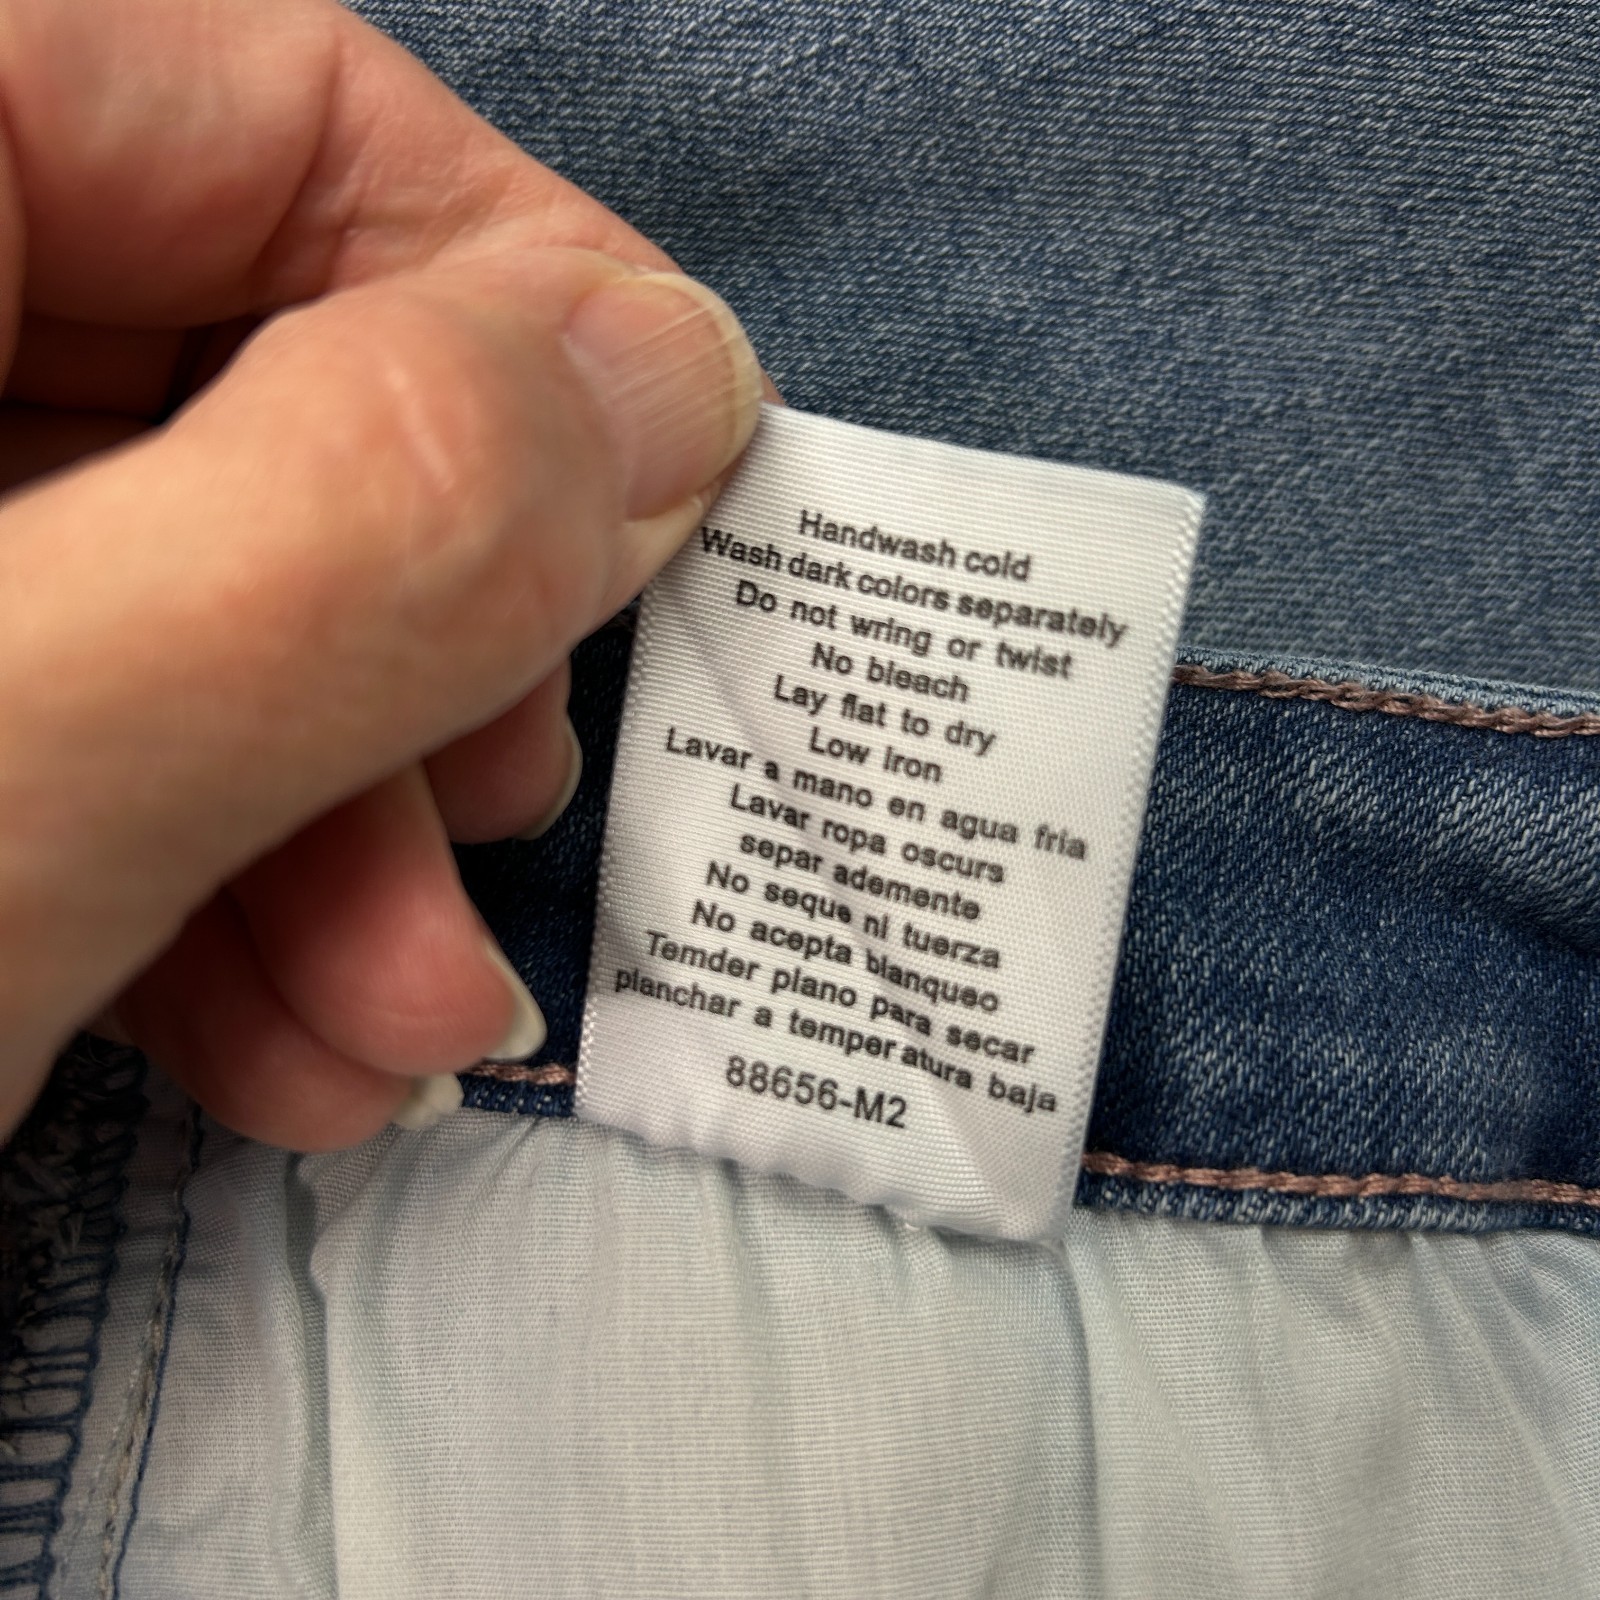 Handwash cold
Wash dark colors separately
Do not wring or twist
No bleach
Lay flat to dry
Low iron
Lavar a mano en agua fria
Lavar ropa oscurs
separ ademente
No seque ni tuerza
No acepta blanqueo
Temder plano para secar
planchar a temper atura baja
88656-M2